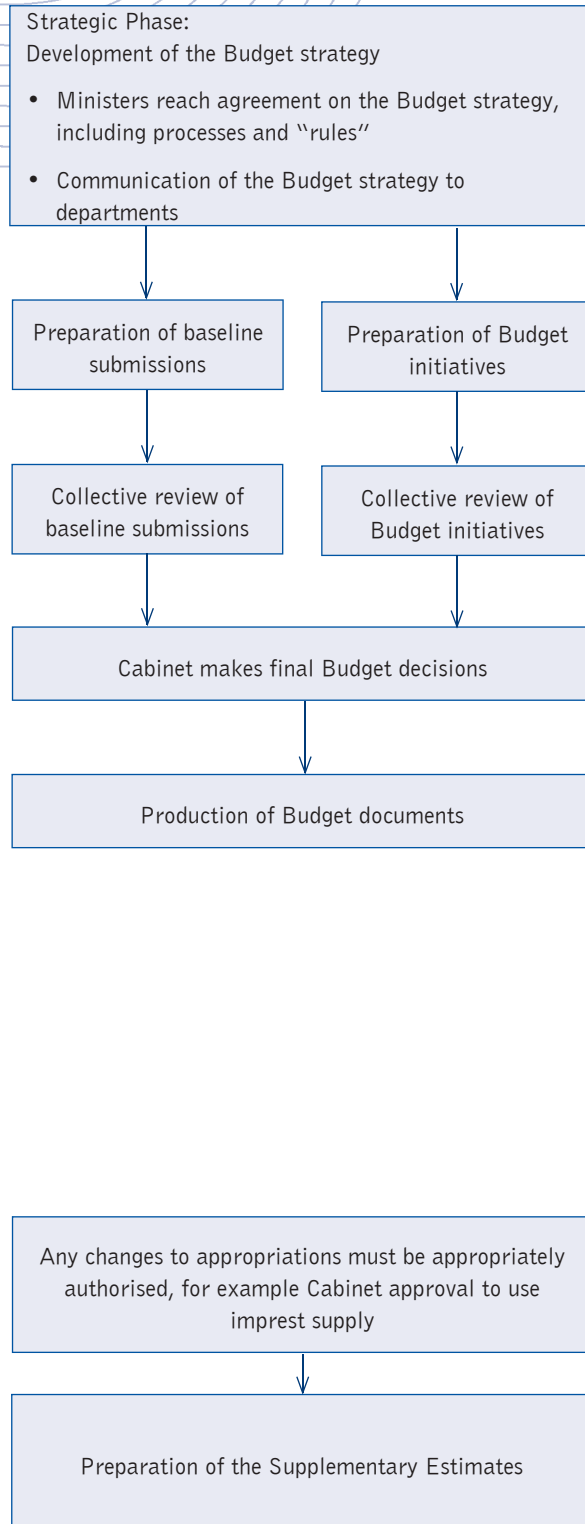 Strategic Phase:
Development of the Budget strategy
• Ministers reach agreement on the Budget strategy,
including processes and “rules”
• Communication of the Budget strategy to
departments
Preparation of baseline
submissions
Preparation of Budget
initiatives
Collective review of
baseline submissions
Collective review of
Budget initiatives
Cabinet makes final Budget decisions
Production of Budget documents
Any changes to appropriations must be appropriately
authorised, for example Cabinet approval to use
imprest supply
Preparation of the Supplementary Estimates